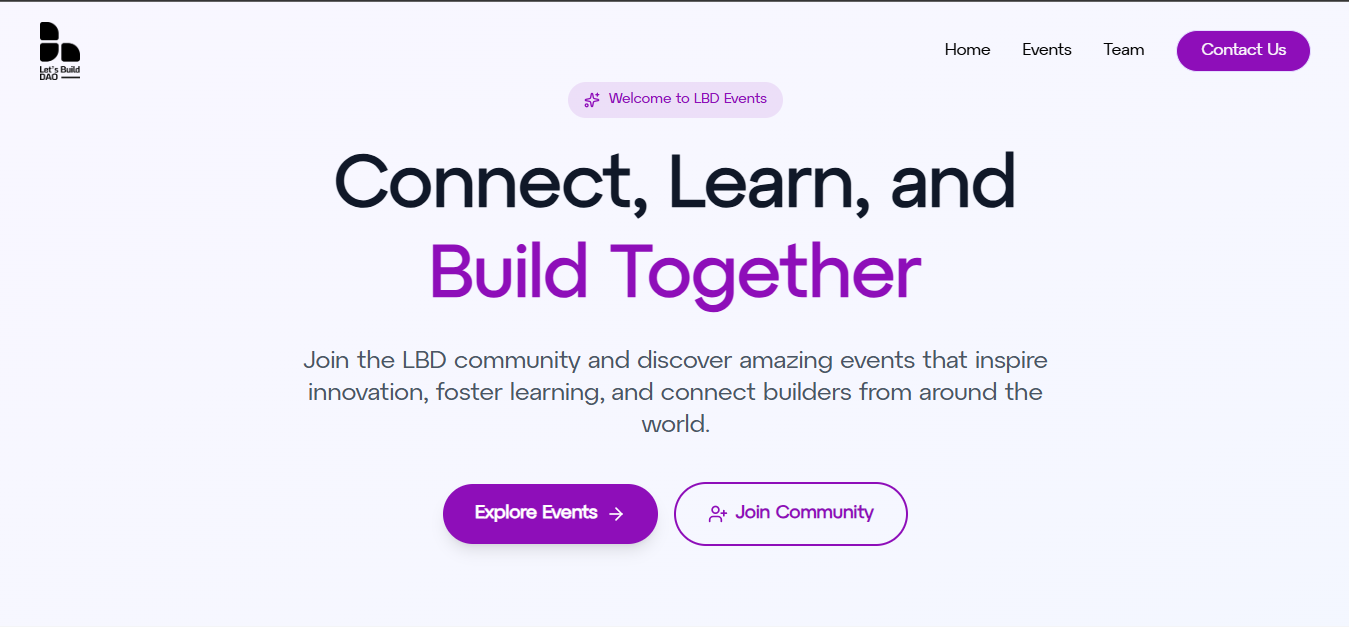 Let's Build
DAO
Home Events Team Contact Us
Welcome to LBD Events
Connect, Learn, and
Build Together
Join the LBD community and discover amazing events that inspire
innovation, foster learning, and connect builders from around the
world.
Explore Events
Join Community